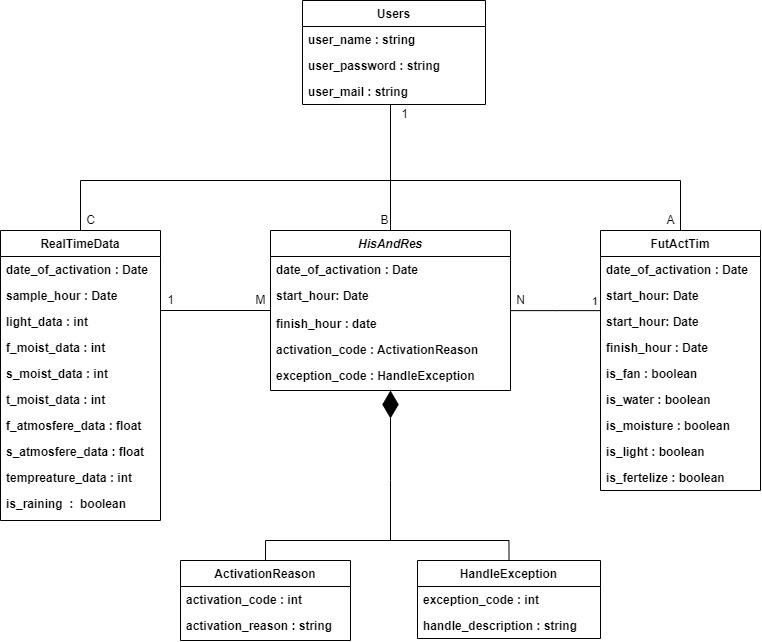 Users
user_name : string
user_password : string
user_mail : string
1
C
B
A
RealTimeData
date_of_activation : Date
sample_hour : Date
light_data : int
f_moist_data : int
s_moist_data : int
t_moist_data : int
f_atmosfere_data : float
s_atmosfere_data : float
tempreature_data : int
is_raining : boolean
1
M
HisAndRes
date_of_activation : Date
start_hour: Date
finish_hour : date
activation_code : ActivationReason
exception_code : HandleException
N
1
FutActTim
date_of_activation : Date
start_hour: Date
start_hour: Date
finish_hour : Date
is_fan : boolean
is_water : boolean
is_moisture : boolean
is_light : boolean
is_fertelize : boolean
ActivationReason
activation_code : int
activation_reason : string
HandleException
exception_code : int
handle_description : string